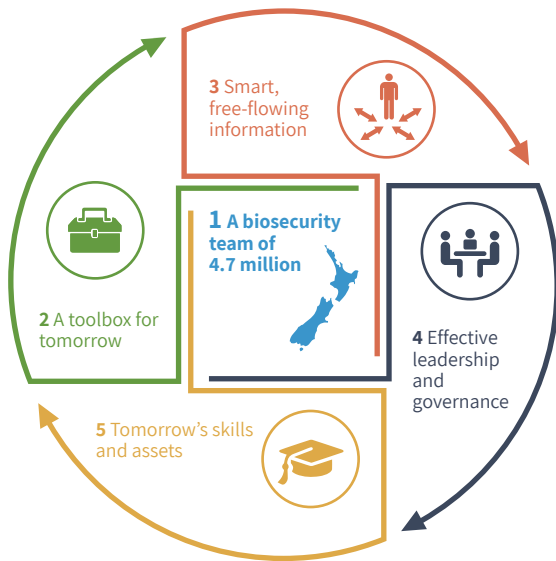 1 A biosecurity
team of
4.7 million
2 A toolbox for
tomorrow
3 Smart,
free-flowing
information
4 Effective
leadership
and
governance
5 Tomorrow’s skills
and assets